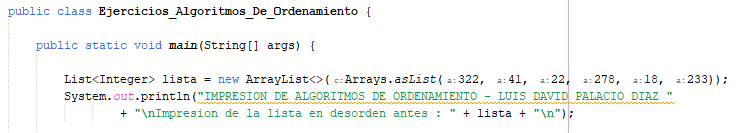 public class Ejercicios_Algoritmos_De_Ordenamiento {
public static void main(String[] args) {
List<Integer> lista = new ArrayList<>( c: Arrays.asList( a: 322, a: 41, a: 22, a: 278, a: 18, a: 233));
System.out.println("IMPRESION DE ALGORITMOS DE ORDENAMIENTO - LUIS DAVID PALACIO DIAZ "
+ "\nImpresion de la lista en desorden antes : " + lista + "\n");